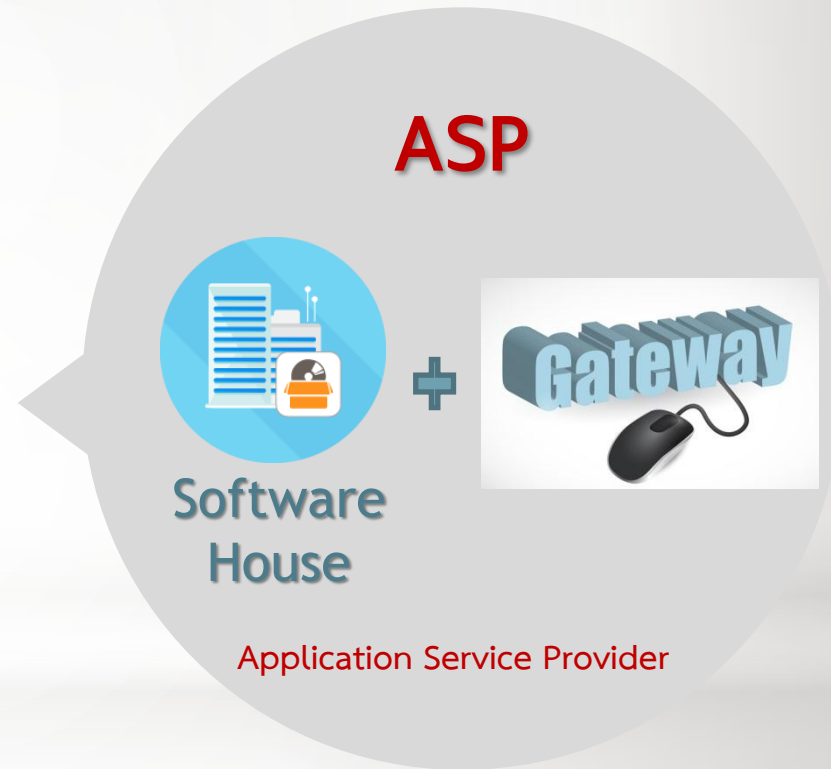 ASP
Gateway
Software
House
Application Service Provider